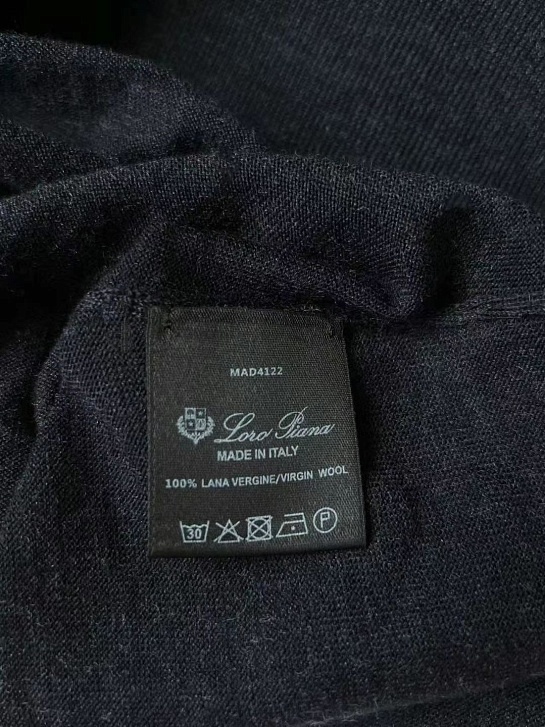 MAD4122
Loro Piana
MADE IN ITALY
100% LANA VERGINE/VIRGIN WOOL
30 P